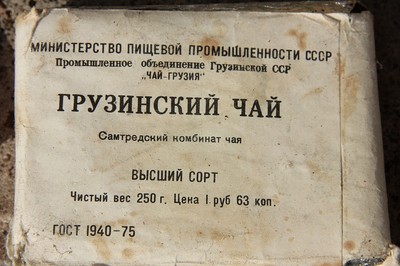 МИНИСТЕРСТВО ПИЩЕВОЙ ПРОМЫШЛЕННОСТИ СССР
Промышленное объединение Грузинской ССР
„ЧАЙ-ГРУЗИЯ"
ГРУЗИНСКИЙ ЧАЙ
Самтредский комбинат чая
ВЫСШИЙ СОРТ
Чистый вес 250 г. Цена 1 руб 63 коп.
ГОСТ 1940-75